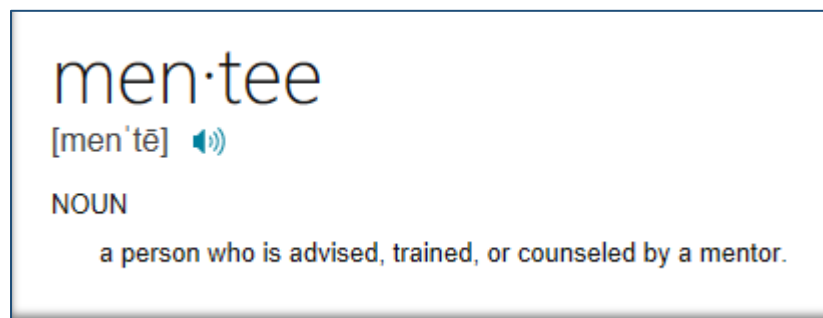 men·tee
[menˈtē]
NOUN
a person who is advised, trained, or counseled by a mentor.